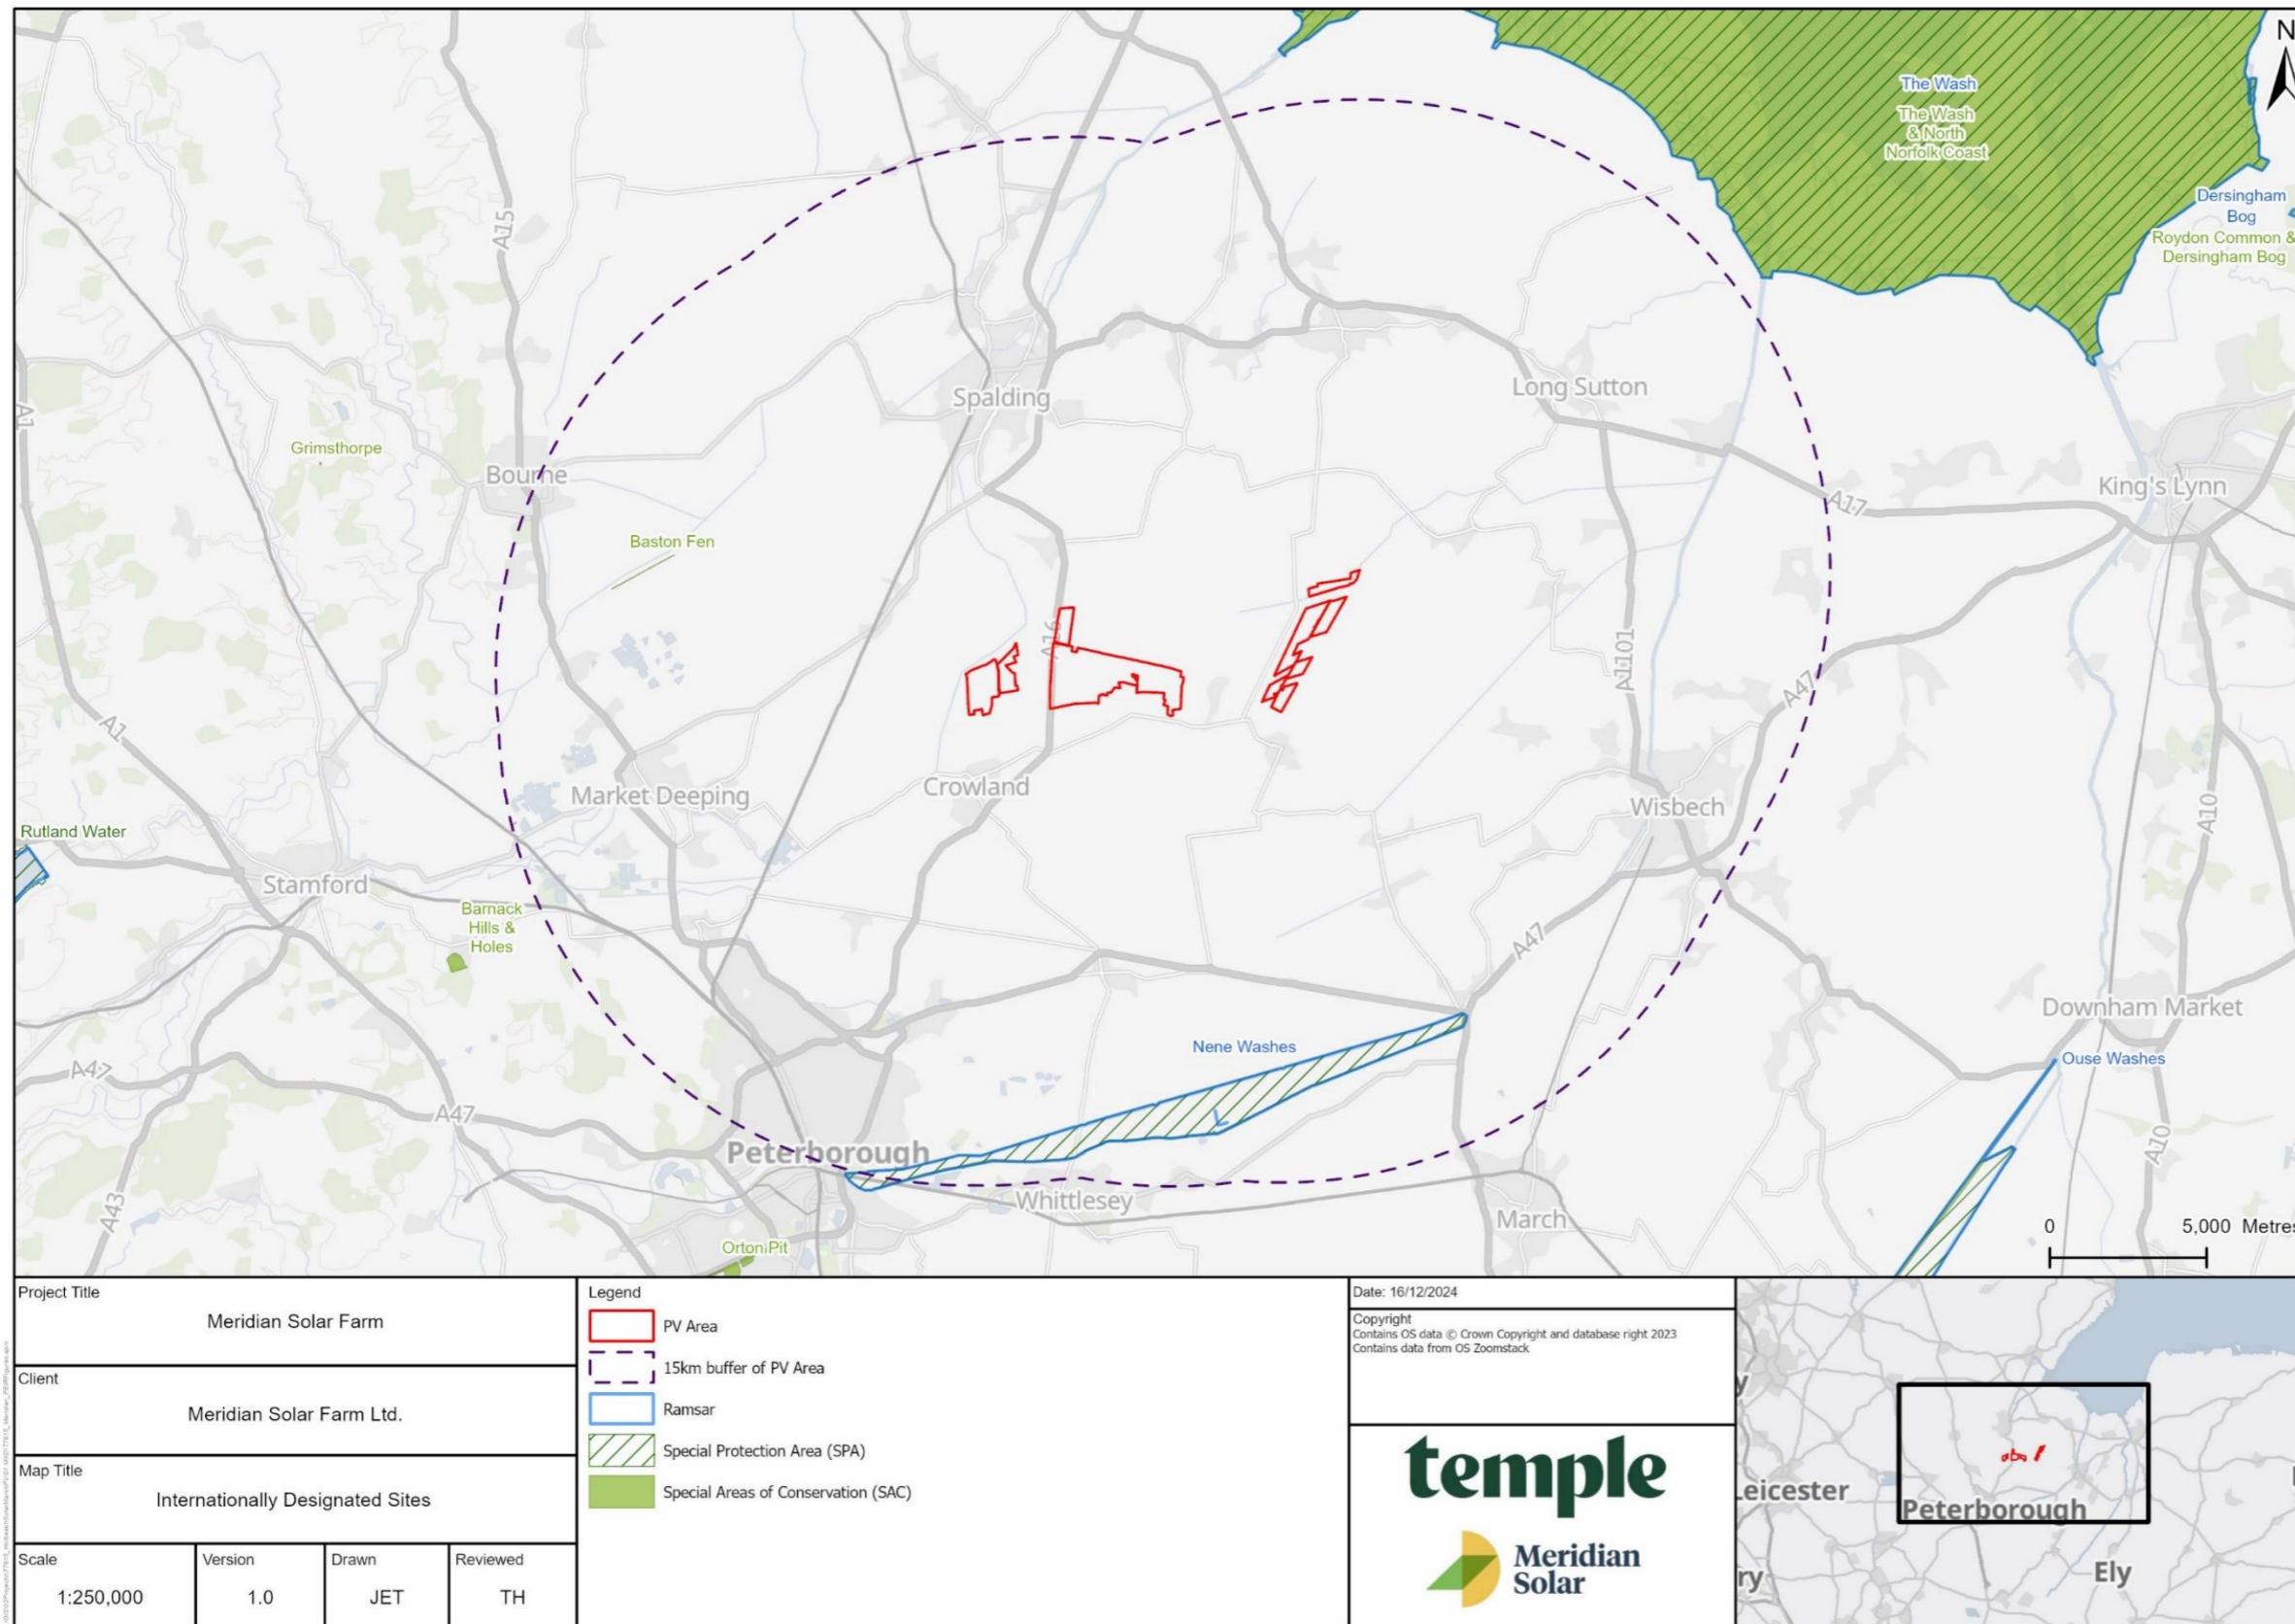 N
The Wash
The Wash
& North
Norfolk Coast
Dersingham
Bog
Roydon Common &
Dersingham Bog
A15
Spalding
Long Sutton
A1
Grimsthorpe
Bourne
King's Lynn
A17
Baston Fen
A16
A1101
A47
A1
Market Deeping
Crowland
Wisbech
A10
Rutland Water
Stamford
Barnack
Hills &
Holes
A47
Downham Market
Nene Washes
Ouse Washes
A47
A47
Peterborough
A10
A43
Whittlesey
March
Orton Pit
0 5,000 Metres
Project Title
Meridian Solar Farm
Client
Meridian Solar Farm Ltd.
Map Title
Internationally Designated Sites
Scale
1:250,000
Version
1.0
Drawn
JET
Reviewed
TH
Legend
PV Area
15km buffer of PV Area
Ramsar
Special Protection Area (SPA)
Special Areas of Conservation (SAC)
Date: 16/12/2024
Copyright
Contains OS data © Crown Copyright and database right 2023
Contains data from OS Zoomstack
temple
Meridian
Solar
y
Leicester
Peterborough
Ely
ry